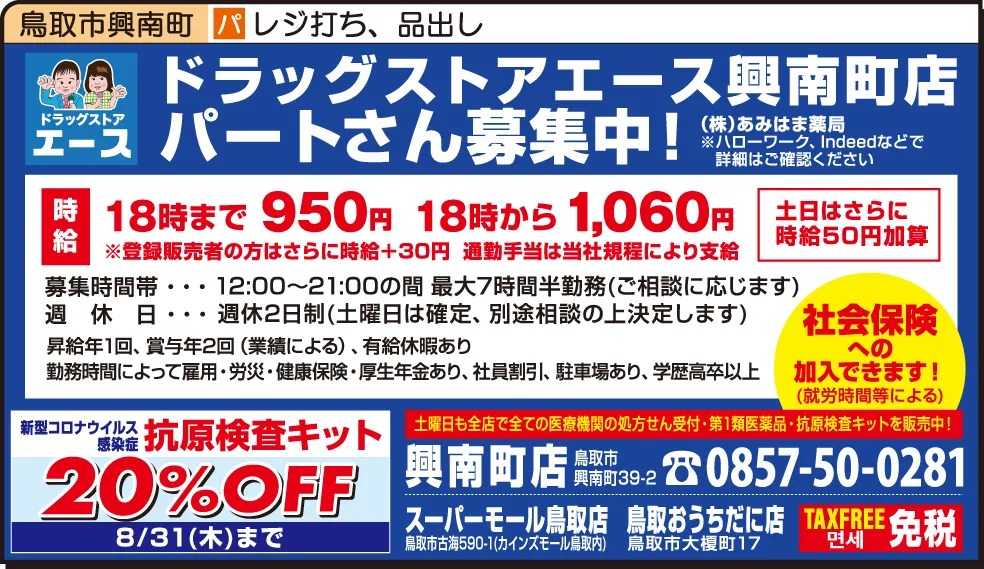 鳥取市興南町 パ レジ打ち、品出し
ドラッグストア
エース
ドラッグストアエース興南町店
パートさん募集中！
（株）あみはま薬局
※ハローワーク、Indeedなどで
詳細はご確認ください
時給
18時まで 950円 18時から 1,060円
※登録販売者の方はさらに時給＋30円 通勤手当は当社規程により支給
土日はさらに
時給50円加算
募集時間帯・・・12:00～21:00の間 最大7時間半勤務(ご相談に応じます)
週 休 日・・・週休2日制(土曜日は確定、別途相談の上決定します)
昇給年1回、賞与年2回（業績による）、有給休暇あり
勤務時間によって雇用・労災・健康保険・厚生年金あり、社員割引、駐車場あり、学歴高卒以上
社会保険
への
加入できます！
(就労時間等による)
新型コロナウイルス
感染症
抗原検査キット
20％OFF
8/31(木)まで
土曜日も全店で全ての医療機関の処方せん受付・第1類医薬品・抗原検査キットを販売中！
興南町店
鳥取市
興南町39-2
☎0857-50-0281
スーパーモール鳥取店
鳥取市古海590-1(カインズモール鳥取内)
鳥取おうちだに店
鳥取市大榎町17
TAXFREE
면세
免税